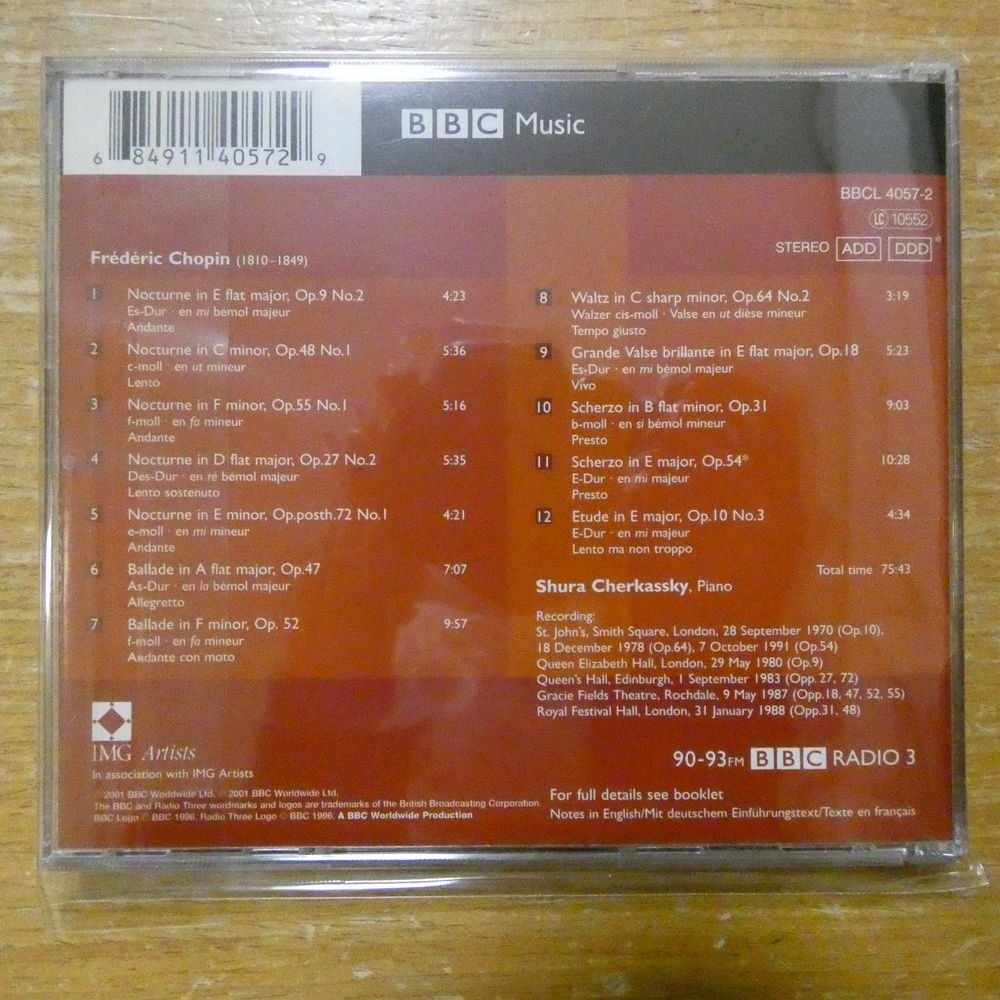 6 84911 40572 9
BBC Music
BBCL 4057-2
LC 10552
STEREO ADD DDD*
Frédéric Chopin (1810–1849)
1 Nocturne in E flat major, Op.9 No.2 4:23
Es-Dur · en mi bémol majeur
Andante
2 Nocturne in C minor, Op.48 No.1 5:36
c-moll · en ut mineur
Lento
3 Nocturne in F minor, Op.55 No.1 5:16
f-moll · en fa mineur
Andante
4 Nocturne in D flat major, Op.27 No.2 5:35
Des-Dur · en ré bémol majeur
Lento sostenuto
5 Nocturne in E minor, Op.posth.72 No.1 4:21
e-moll · en mi mineur
Andante
6 Ballade in A flat major, Op.47 7:07
As-Dur · en la bémol majeur
Allegretto
7 Ballade in F minor, Op. 52 9:57
f-moll · en fa mineur
Andante con moto
8 Waltz in C sharp minor, Op.64 No.2 3:19
Walzer cis-moll · Valse en ut dièse mineur
Tempo giusto
9 Grande Valse brillante in E flat major, Op.18 5:23
Es-Dur · en mi bémol majeur
Vivo
10 Scherzo in B flat minor, Op.31 9:03
b-moll · en si bémol mineur
Presto
11 Scherzo in E major, Op.54* 10:28
E-Dur · en mi majeur
Presto
12 Etude in E major, Op.10 No.3 4:34
E-Dur · en mi majeur
Lento ma non troppo
Total time 75:43
Shura Cherkassky, Piano
Recording:
St. John's, Smith Square, London, 28 September 1970 (Op.10),
18 December 1978 (Op.64), 7 October 1991 (Op.54)
Queen Elizabeth Hall, London, 29 May 1980 (Op.9)
Queen's Hall, Edinburgh, 1 September 1983 (Opp.27, 72)
Gracie Fields Theatre, Rochdale, 9 May 1987 (Opp.18, 47, 52, 55)
Royal Festival Hall, London, 31 January 1988 (Opp.31, 48)
IMG Artists
In association with IMG Artists
℗ 2001 BBC Worldwide Ltd. © 2001 BBC Worldwide Ltd.
The BBC and Radio Three wordmarks and logos are trademarks of the British Broadcasting Corporation.
BBC Logo © BBC 1996. Radio Three Logo © BBC 1996. A BBC Worldwide Production
90-93FM BBC RADIO 3
For full details see booklet
Notes in English/Mit deutschem Einführungstext/Texte en français